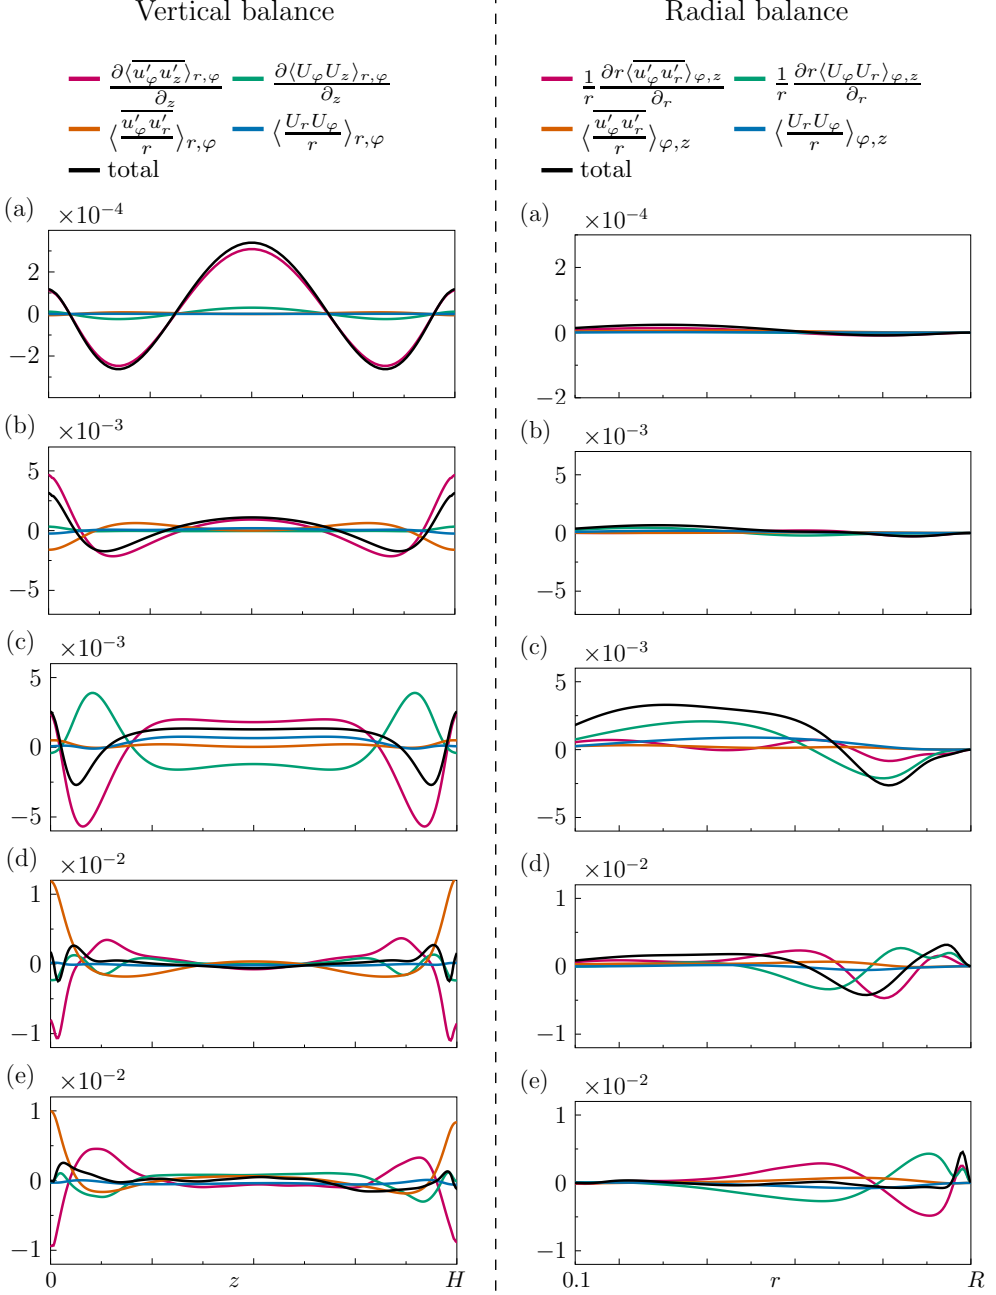 Vertical balance
∂⟨u′φu′z⟩r,φ / ∂z
∂⟨UφUz⟩r,φ / ∂z
⟨u′φu′r / r⟩r,φ
⟨UrUφ / r⟩r,φ
total
(a) ×10⁻⁴
2
0
−2
(b) ×10⁻³
5
0
−5
(c) ×10⁻³
5
0
−5
(d) ×10⁻²
1
0
−1
(e) ×10⁻²
1
0
−1
0 z H
Radial balance
1/r ∂r⟨u′φu′r⟩φ,z / ∂r
1/r ∂r⟨UφUr⟩φ,z / ∂r
⟨u′φu′r / r⟩φ,z
⟨UrUφ / r⟩φ,z
total
(a) ×10⁻⁴
2
0
−2
(b) ×10⁻³
5
0
−5
(c) ×10⁻³
5
0
−5
(d) ×10⁻²
1
0
−1
(e) ×10⁻²
1
0
−1
0.1 r R